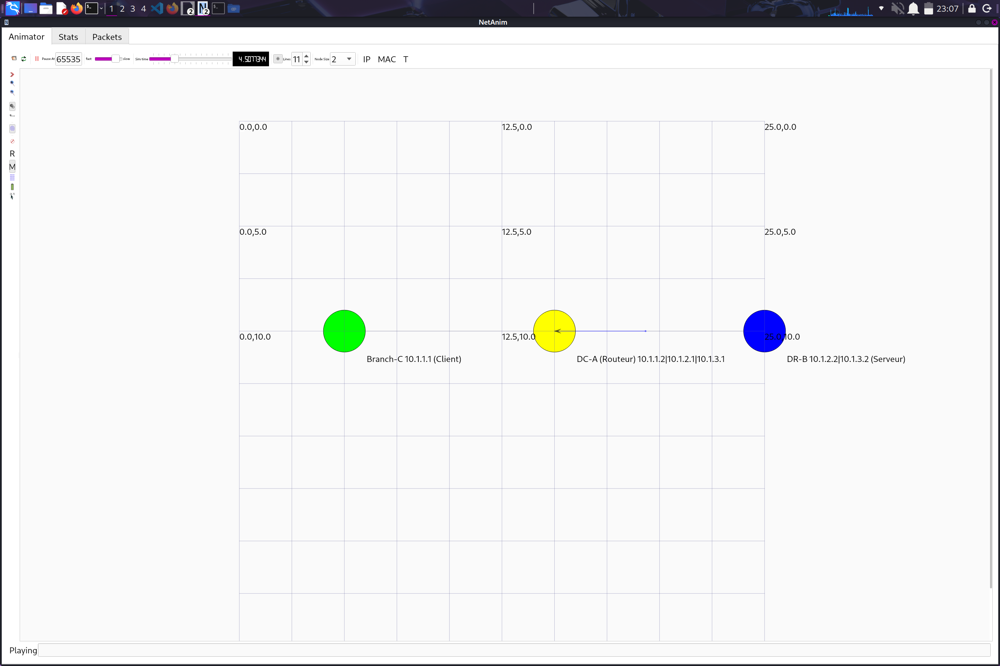 1 2 3 4 2 2 23:07
NetAnim
Animator Stats Packets
Pause At 65535 fast slow Sim time 4.5077344 # Lines 11 Node Size 2 IP MAC T
R
M
0.0,0.0 12.5,0.0 25.0,0.0
0.0,5.0 12.5,5.0 25.0,5.0
0.0,10.0 12.5,10.0 25.0,10.0
Branch-C 10.1.1.1 (Client) DC-A (Routeur) 10.1.1.2|10.1.2.1|10.1.3.1 DR-B 10.1.2.2|10.1.3.2 (Serveur)
Playing